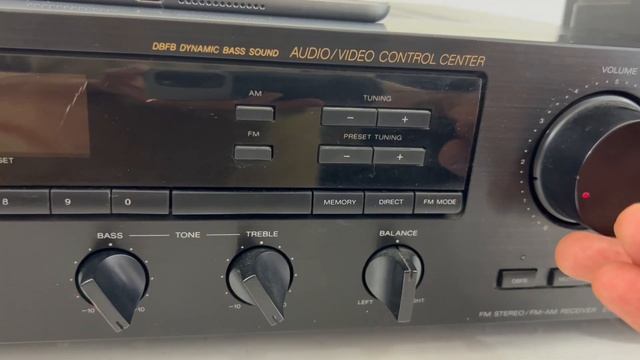 DBFB DYNAMIC BASS SOUND AUDIO/VIDEO CONTROL CENTER
VOLUME
AM TUNING
− +
FM PRESET TUNING
− +
SET
8 9 0 MEMORY DIRECT FM MODE
BASS TONE TREBLE BALANCE
-10 10 -10 LEFT
DBFB
FM STEREO/FM-AM RECEIVER